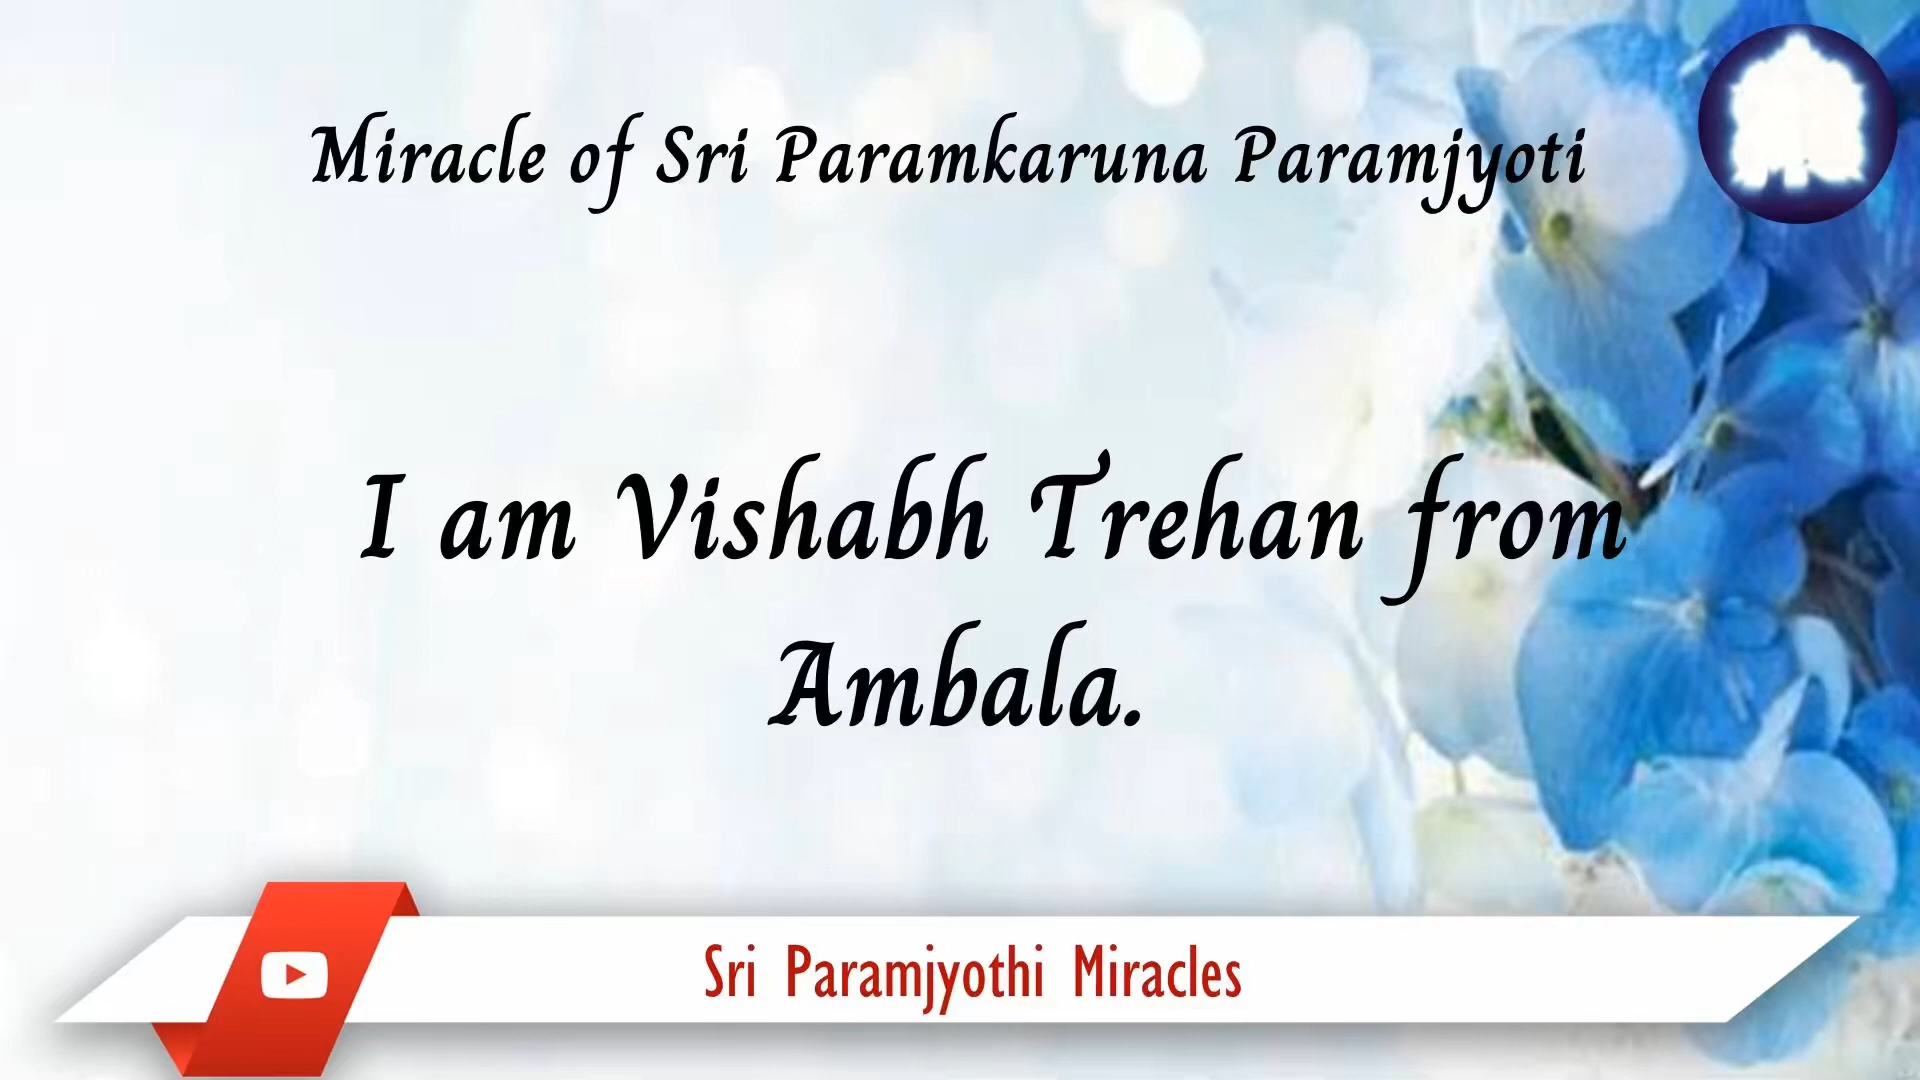 Miracle of Sri Paramkaruna Paramjyoti
I am Vishabh Trehan from
Ambala.
Sri Paramjyothi Miracles